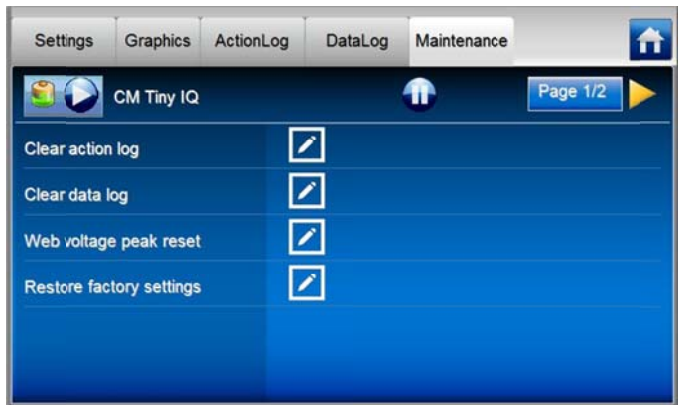 Settings Graphics ActionLog DataLog Maintenance
CM Tiny IQ Page 1/2
Clear action log
Clear data log
Web voltage peak reset
Restore factory settings